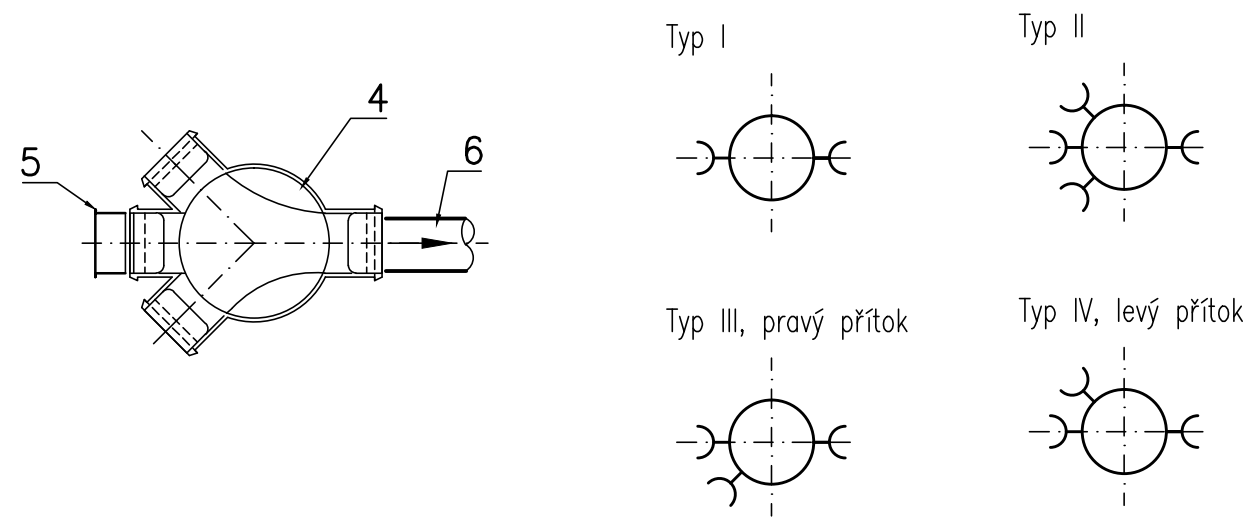 Typ I
Typ II
4
5
6
Typ III, pravý přítok
Typ IV, levý přítok